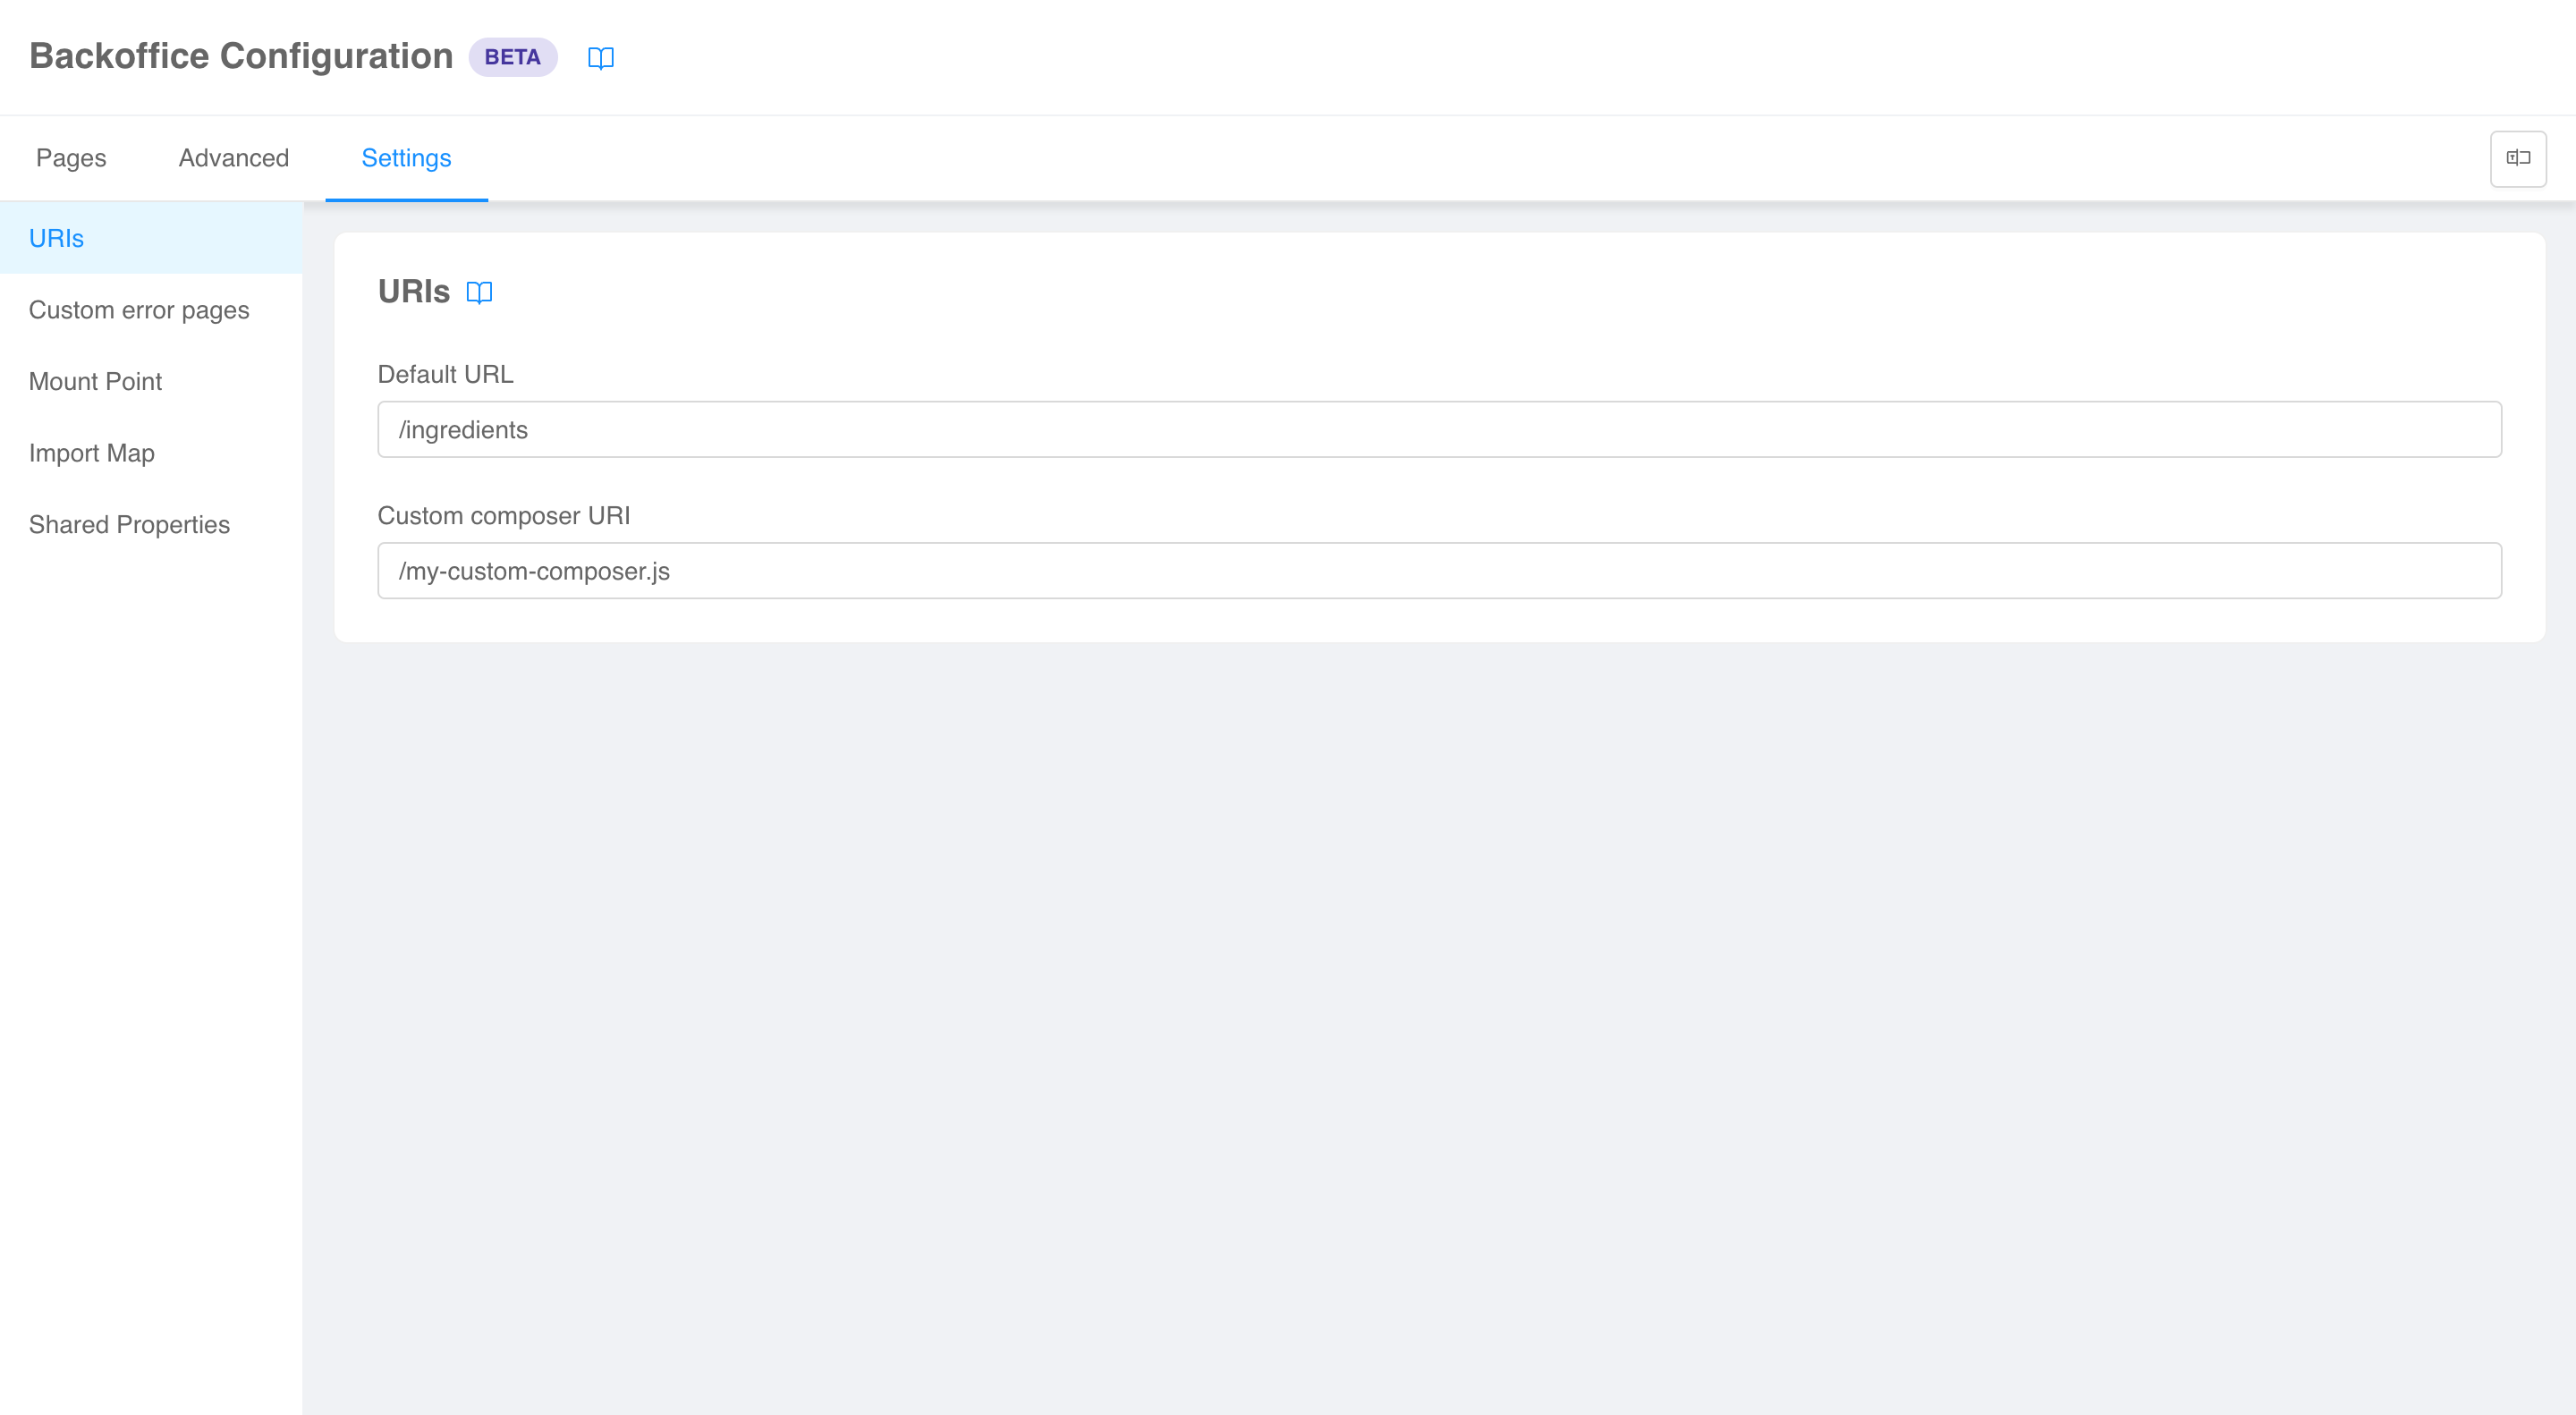 Backoffice Configuration BETA
Pages Advanced Settings
URIs
Custom error pages
Mount Point
Import Map
Shared Properties
URIs
Default URL
/ingredients
Custom composer URI
/my-custom-composer.js